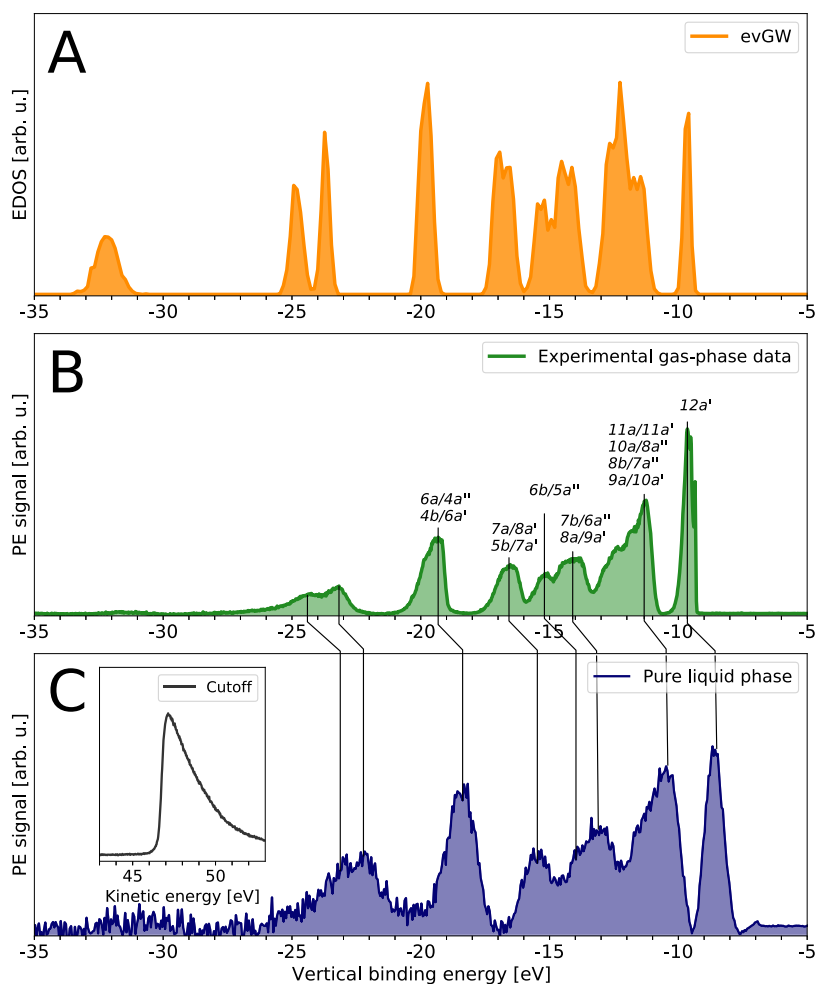 A
evGW
EDOS [arb. u.]
-35 -30 -25 -20 -15 -10 -5
B
Experimental gas-phase data
PE signal [arb. u.]
12a'
11a/11a'
10a/8a"
8b/7a"
9a/10a'
6b/5a"
6a/4a"
4b/6a'
7a/8a'
5b/7a'
7b/6a"
8a/9a'
-35 -30 -25 -20 -15 -10 -5
C
Cutoff
45 50
Kinetic energy [eV]
Pure liquid phase
PE signal [arb. u.]
-35 -30 -25 -20 -15 -10 -5
Vertical binding energy [eV]